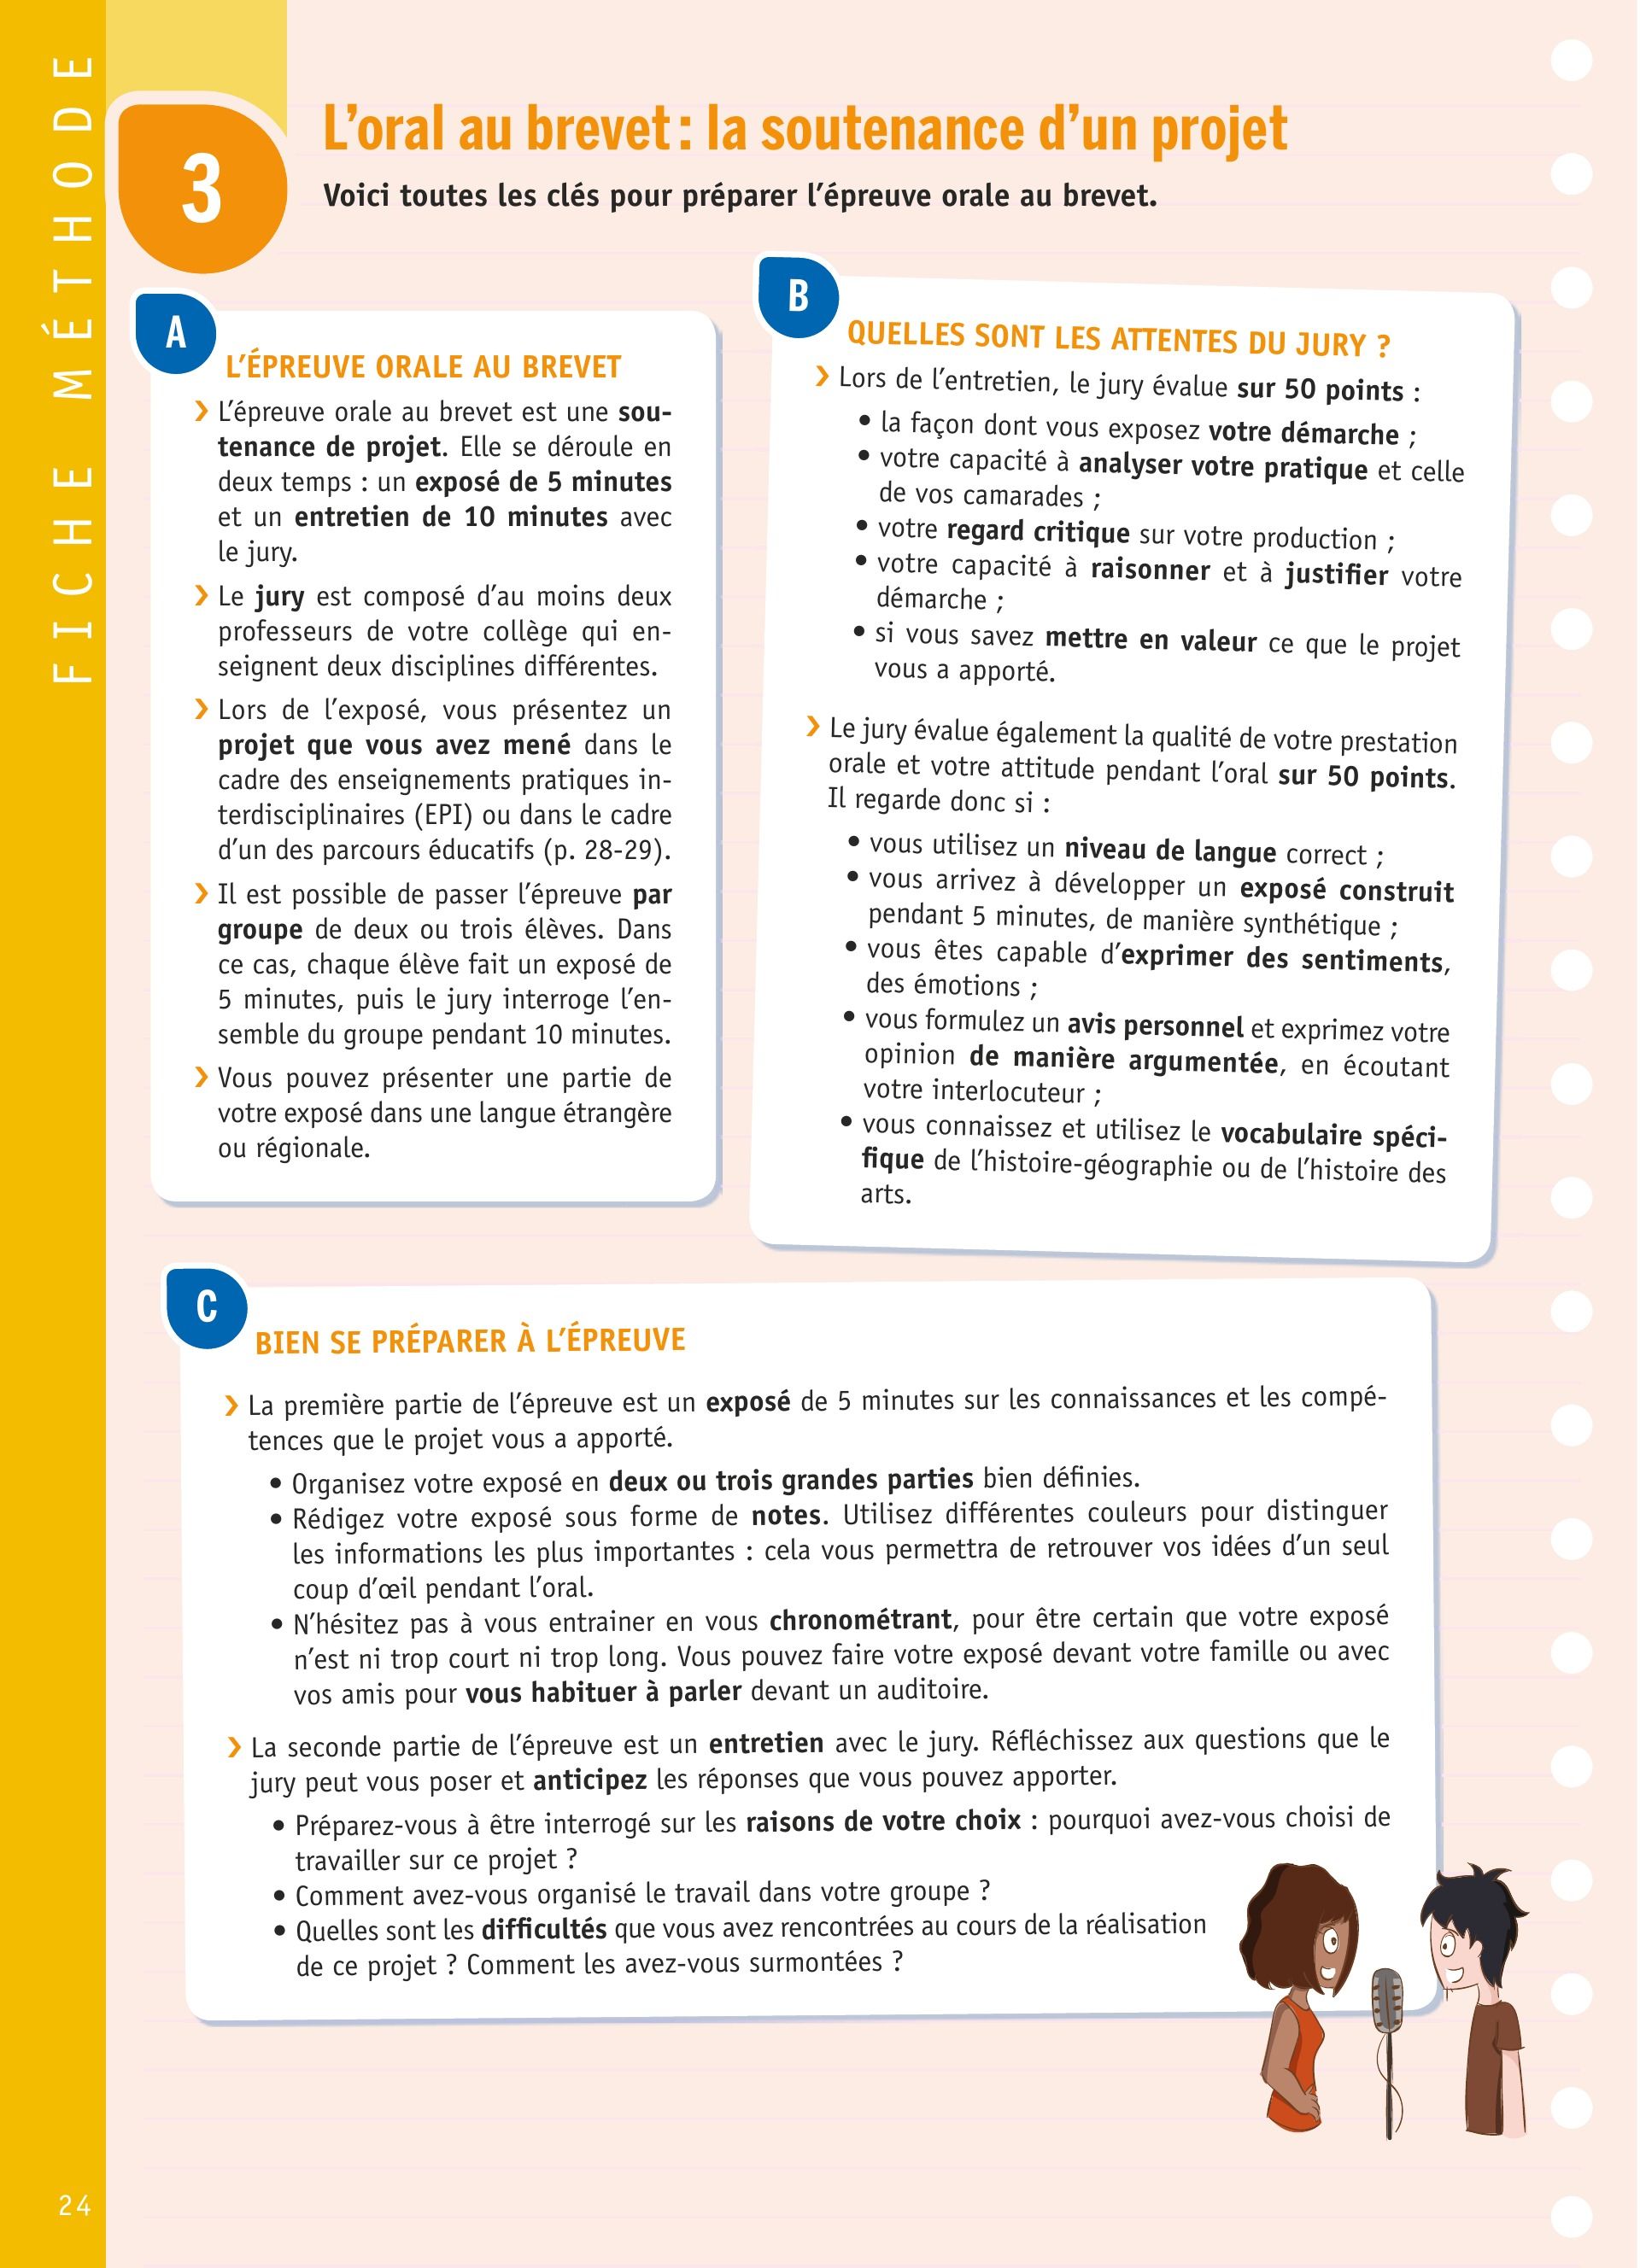 FICHE MÉTHODE
3
L'oral au brevet : la soutenance d'un projet
Voici toutes les clés pour préparer l'épreuve orale au brevet.
A
L'ÉPREUVE ORALE AU BREVET
› L'épreuve orale au brevet est une sou-
tenance de projet. Elle se déroule en
deux temps : un exposé de 5 minutes
et un entretien de 10 minutes avec
le jury.
› Le jury est composé d'au moins deux
professeurs de votre collège qui en-
seignent deux disciplines différentes.
› Lors de l'exposé, vous présentez un
projet que vous avez mené dans le
cadre des enseignements pratiques in-
terdisciplinaires (EPI) ou dans le cadre
d'un des parcours éducatifs (p. 28-29).
› Il est possible de passer l'épreuve par
groupe de deux ou trois élèves. Dans
ce cas, chaque élève fait un exposé de
5 minutes, puis le jury interroge l'en-
semble du groupe pendant 10 minutes.
› Vous pouvez présenter une partie de
votre exposé dans une langue étrangère
ou régionale.
B
QUELLES SONT LES ATTENTES DU JURY ?
› Lors de l'entretien, le jury évalue sur 50 points :
• la façon dont vous exposez votre démarche ;
• votre capacité à analyser votre pratique et celle
de vos camarades ;
• votre regard critique sur votre production ;
• votre capacité à raisonner et à justifier votre
démarche ;
• si vous savez mettre en valeur ce que le projet
vous a apporté.
› Le jury évalue également la qualité de votre prestation
orale et votre attitude pendant l'oral sur 50 points.
Il regarde donc si :
• vous utilisez un niveau de langue correct ;
• vous arrivez à développer un exposé construit
pendant 5 minutes, de manière synthétique ;
• vous êtes capable d'exprimer des sentiments,
des émotions ;
• vous formulez un avis personnel et exprimez votre
opinion de manière argumentée, en écoutant
votre interlocuteur ;
• vous connaissez et utilisez le vocabulaire spéci-
fique de l'histoire-géographie ou de l'histoire des
arts.
C
BIEN SE PRÉPARER À L'ÉPREUVE
› La première partie de l'épreuve est un exposé de 5 minutes sur les connaissances et les compé-
tences que le projet vous a apporté.
• Organisez votre exposé en deux ou trois grandes parties bien définies.
• Rédigez votre exposé sous forme de notes. Utilisez différentes couleurs pour distinguer
les informations les plus importantes : cela vous permettra de retrouver vos idées d'un seul
coup d'œil pendant l'oral.
• N'hésitez pas à vous entrainer en vous chronométrant, pour être certain que votre exposé
n'est ni trop court ni trop long. Vous pouvez faire votre exposé devant votre famille ou avec
vos amis pour vous habituer à parler devant un auditoire.
› La seconde partie de l'épreuve est un entretien avec le jury. Réfléchissez aux questions que le
jury peut vous poser et anticipez les réponses que vous pouvez apporter.
• Préparez-vous à être interrogé sur les raisons de votre choix : pourquoi avez-vous choisi de
travailler sur ce projet ?
• Comment avez-vous organisé le travail dans votre groupe ?
• Quelles sont les difficultés que vous avez rencontrées au cours de la réalisation
de ce projet ? Comment les avez-vous surmontées ?
24